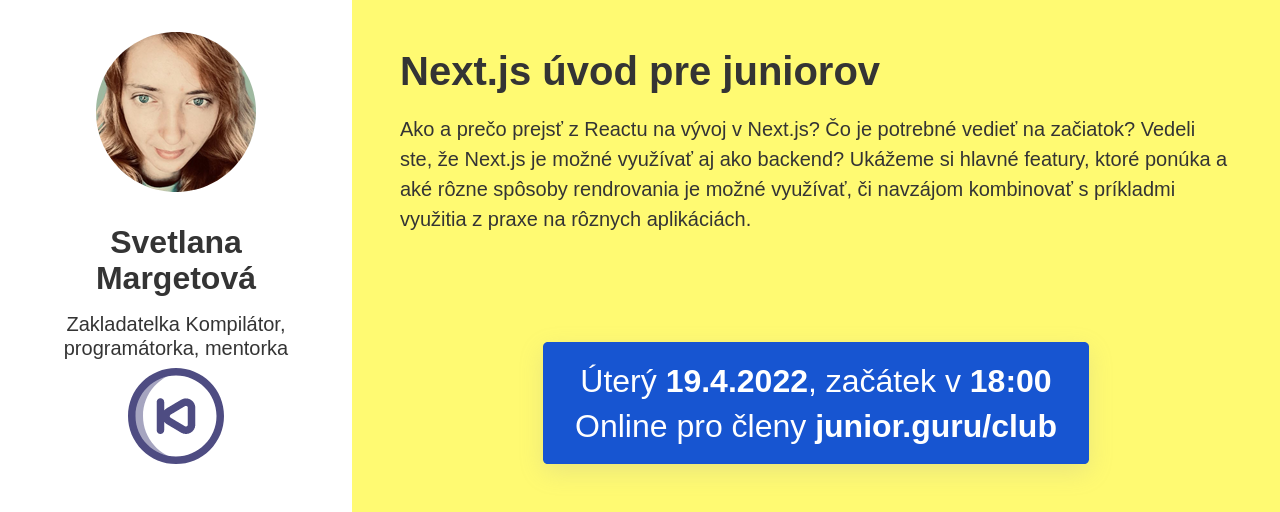 Svetlana
Margetová
Zakladatelka Kompilátor,
programátorka, mentorka
Next.js úvod pre juniorov
Ako a prečo prejsť z Reactu na vývoj v Next.js? Čo je potrebné vedieť na začiatok? Vedeli
ste, že Next.js je možné využívať aj ako backend? Ukážeme si hlavné featury, ktoré ponúka a
aké rôzne spôsoby rendrovania je možné využívať, či navzájom kombinovať s príkladmi
využitia z praxe na rôznych aplikáciách.
Úterý 19.4.2022, začátek v 18:00
Online pro členy junior.guru/club